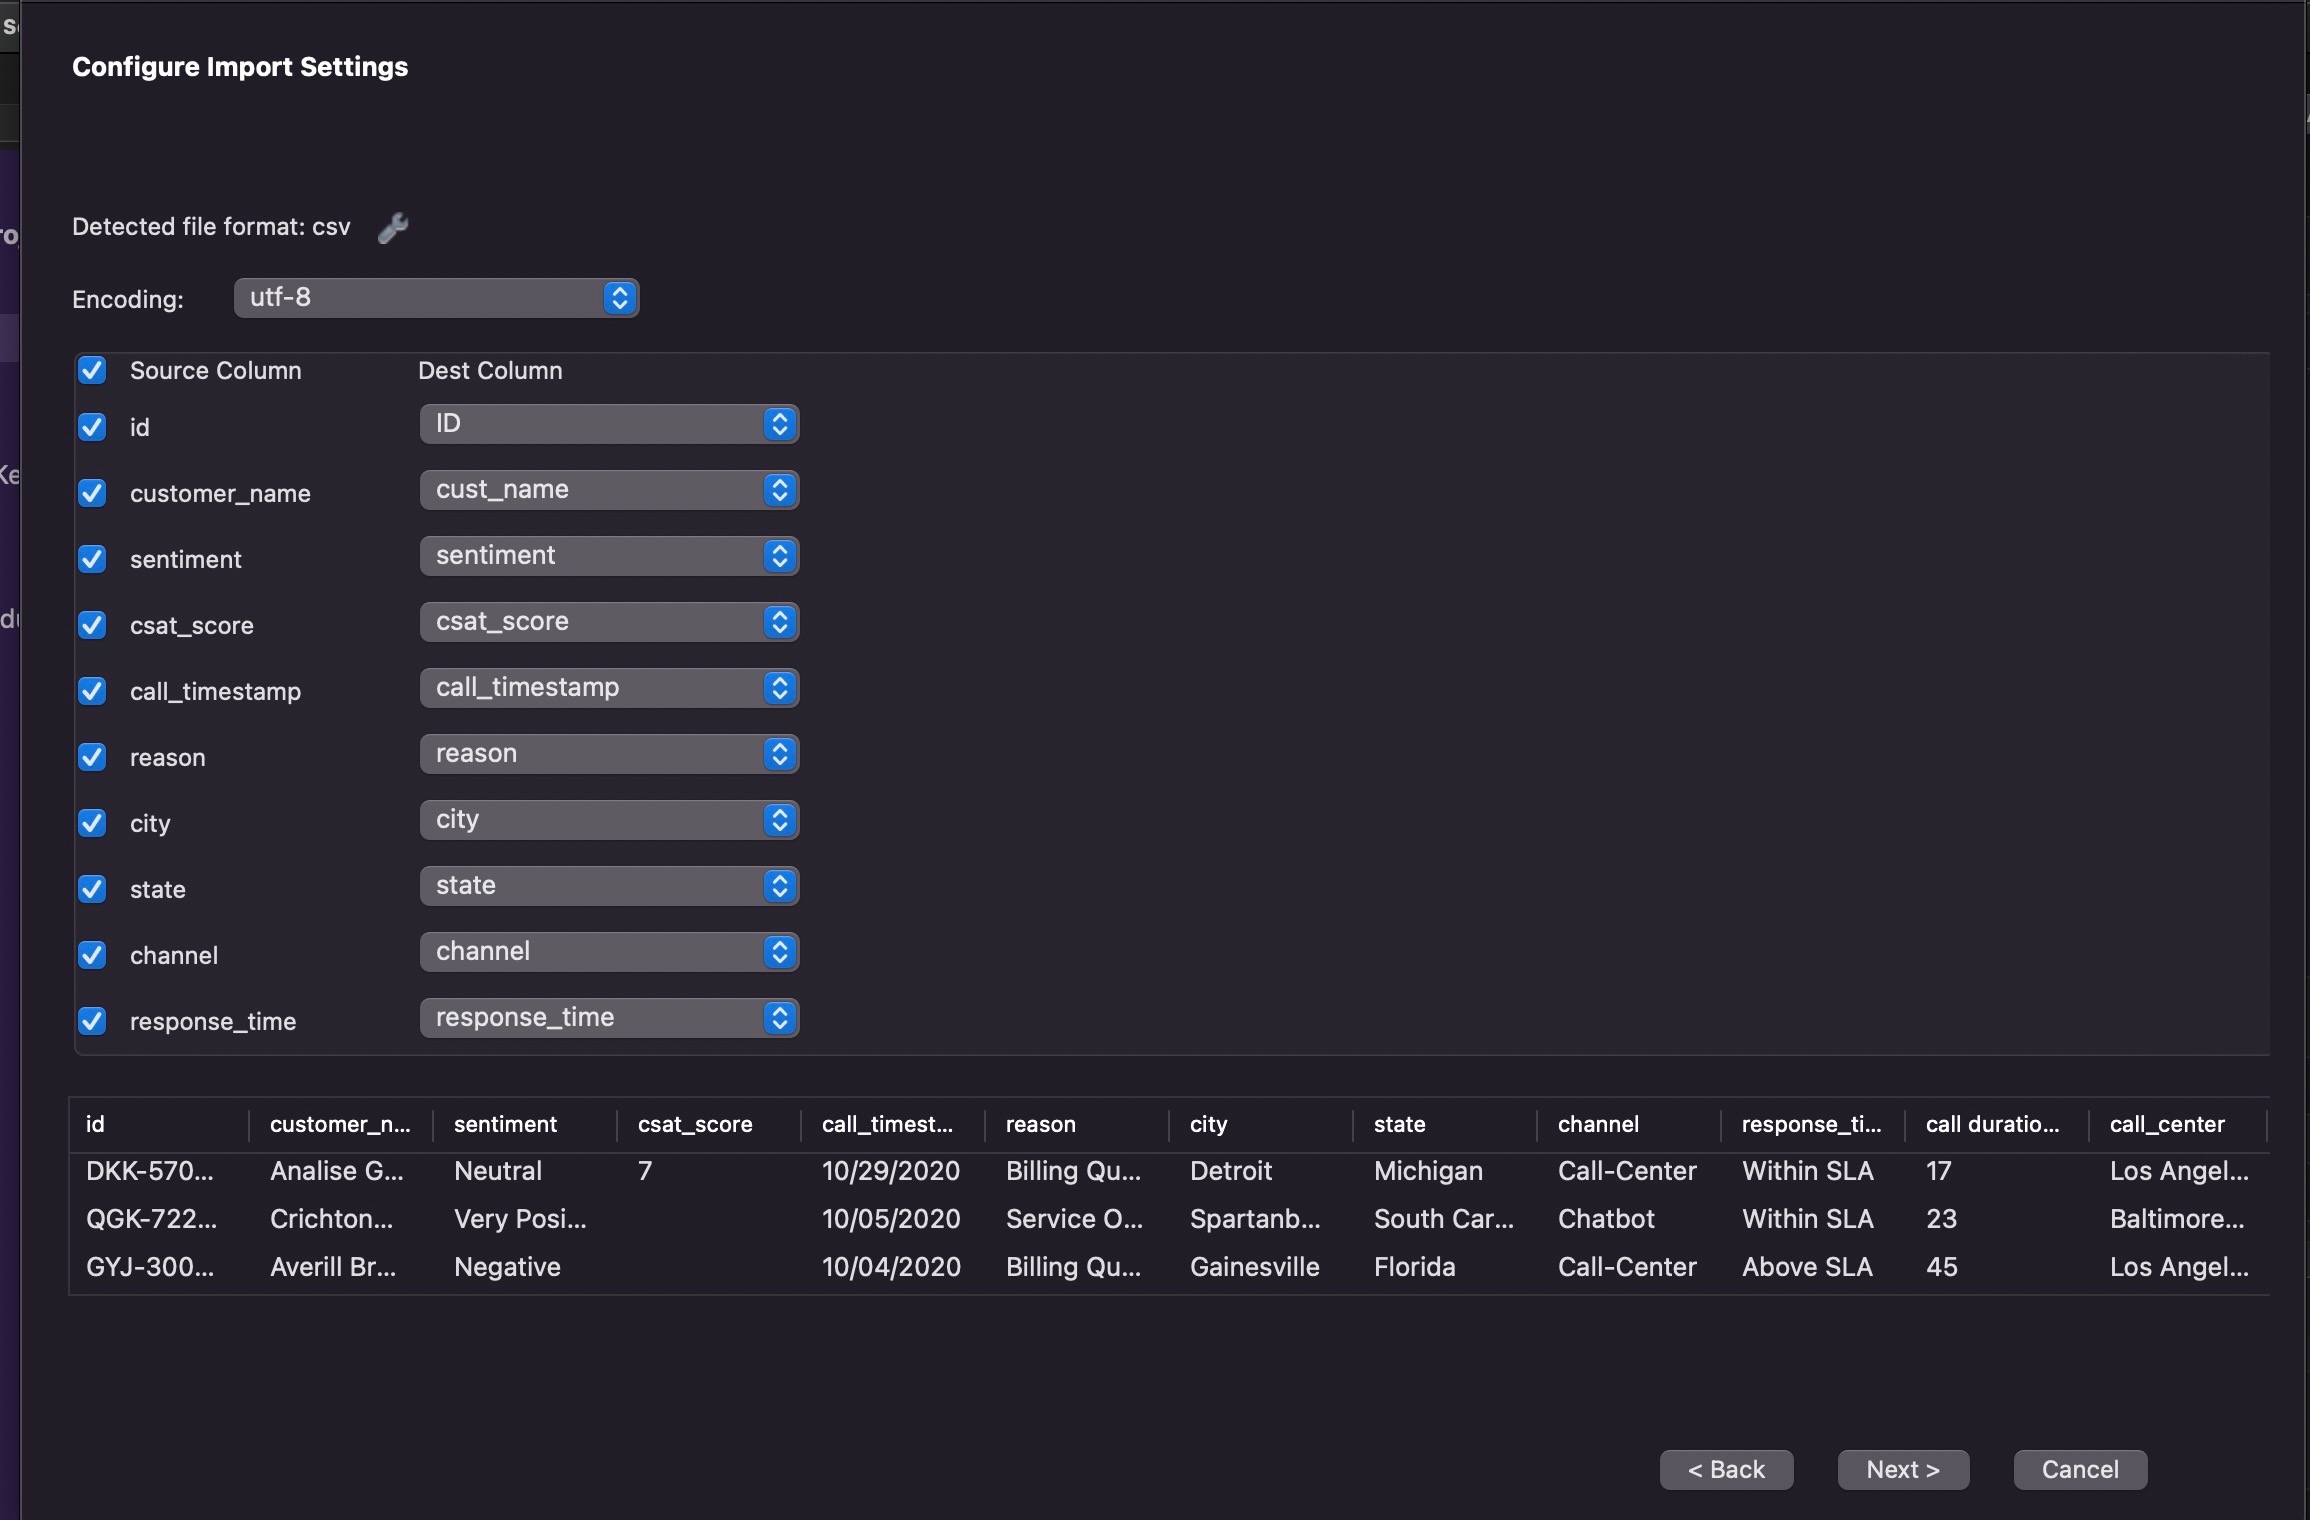 Configure Import Settings
Detected file format: csv
Encoding: utf-8
Source Column Dest Column
id ID
customer_name cust_name
sentiment sentiment
csat_score csat_score
call_timestamp call_timestamp
reason reason
city city
state state
channel channel
response_time response_time
id customer_n... sentiment csat_score call_timest... reason city state channel response_ti... call duratio... call_center
DKK-570... Analise G... Neutral 7 10/29/2020 Billing Qu... Detroit Michigan Call-Center Within SLA 17 Los Angel...
QGK-722... Crichton... Very Posi... 10/05/2020 Service O... Spartanb... South Car... Chatbot Within SLA 23 Baltimore...
GYJ-300... Averill Br... Negative 10/04/2020 Billing Qu... Gainesville Florida Call-Center Above SLA 45 Los Angel...
< Back Next > Cancel